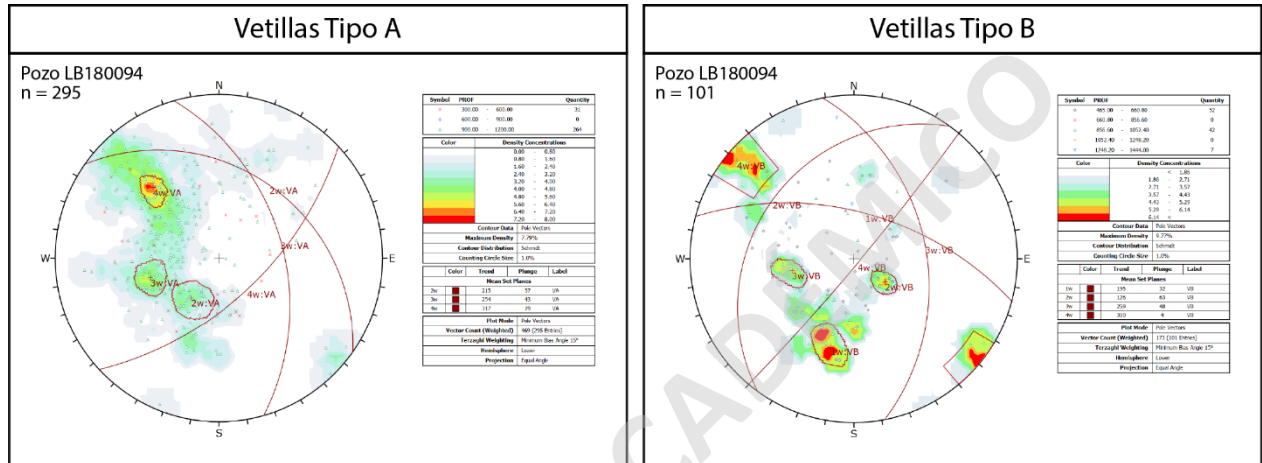 Vetillas Tipo A
Pozo LB180094
n = 295
N
W
E
S
4w:VA
2w:VA
3w:VA
3w:VA
2w:VA
4w:VA
Symbol PROF Quantity
300.00 - 600.00 31
600.00 - 900.00 0
900.00 - 1200.00 264
Color Density Concentrations
0.00 - 0.80
0.80 - 1.60
1.60 - 2.40
2.40 - 3.20
3.20 - 4.00
4.00 - 4.80
4.80 - 5.60
5.60 - 6.40
6.40 - 7.20
7.20 - 8.00
Contour Data Pole Vectors
Maximum Density 7.79%
Contour Distribution Schmidt
Counting Circle Size 1.0%
Color Trend Plunge Label
Mean Set Planes
2w 215 57 VA
3w 254 43 VA
4w 317 29 VA
Plot Mode Pole Vectors
Vector Count (Weighted) 469 (295 Entries)
Terzaghi Weighting Minimum Bias Angle 15°
Hemisphere Lower
Projection Equal Angle
Vetillas Tipo B
Pozo LB180094
n = 101
N
W
E
S
4w:VB
2w:VB
1w:VB
3w:VB
4w:VB
3w:VB
2w:VB
1w:VB
Symbol PROF Quantity
465.00 - 660.80 52
660.80 - 856.60 0
856.60 - 1052.40 42
1052.40 - 1248.20 0
1248.20 - 1444.00 7
Color Density Concentrations
< 1.86
1.86 - 2.71
2.71 - 3.57
3.57 - 4.43
4.43 - 5.29
5.29 - 6.14
6.14 <
Contour Data Pole Vectors
Maximum Density 9.77%
Contour Distribution Schmidt
Counting Circle Size 1.0%
Color Trend Plunge Label
Mean Set Planes
1w 195 32 VB
2w 126 63 VB
3w 259 48 VB
4w 310 4 VB
Plot Mode Pole Vectors
Vector Count (Weighted) 171 (101 Entries)
Terzaghi Weighting Minimum Bias Angle 15°
Hemisphere Lower
Projection Equal Angle
CADEMICO